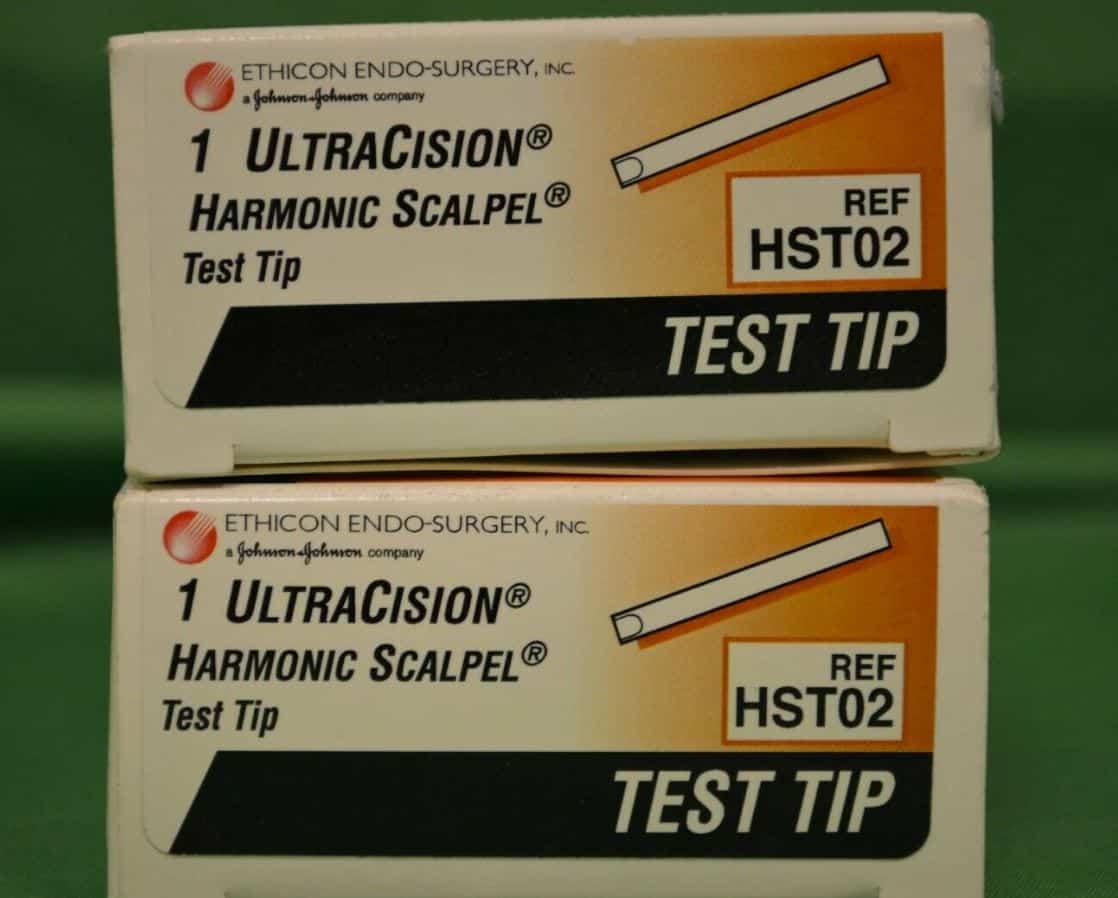 ETHICON ENDO-SURGERY, INC.
a Johnson & Johnson company
1 ULTRACISION®
HARMONIC SCALPEL®
Test Tip
REF
HST02
TEST TIP
ETHICON ENDO-SURGERY, INC.
a Johnson & Johnson company
1 ULTRACISION®
HARMONIC SCALPEL®
Test Tip
REF
HST02
TEST TIP